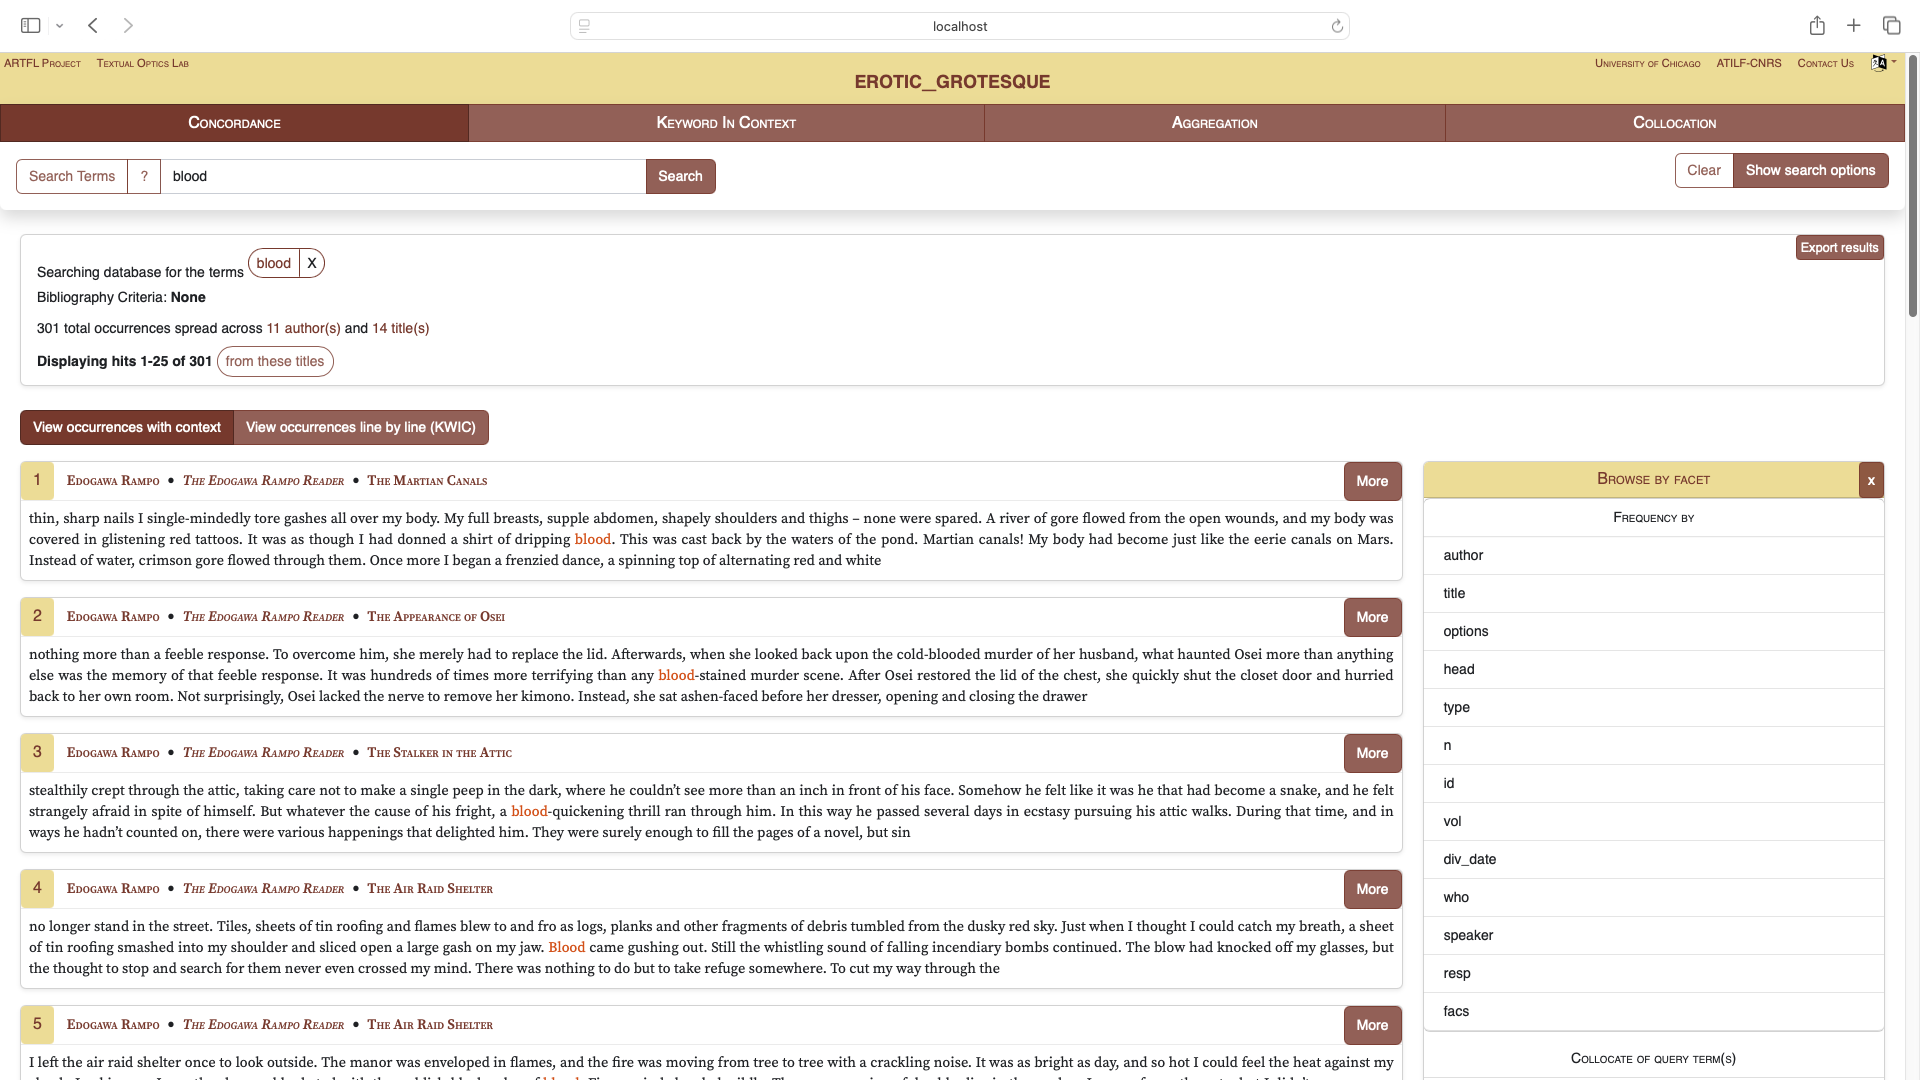 localhost
ARTFL Project Textual Optics Lab
University of Chicago ATILF-CNRS Contact Us
EROTIC_GROTESQUE
Concordance Keyword In Context Aggregation Collocation
Search Terms ? blood Search Clear Show search options
Export results
Searching database for the terms blood X
Bibliography Criteria: None
301 total occurrences spread across 11 author(s) and 14 title(s)
Displaying hits 1-25 of 301 from these titles
View occurrences with context View occurrences line by line (KWIC)
1 Edogawa Rampo • The Edogawa Rampo Reader • The Martian Canals More
thin, sharp nails I single-mindedly tore gashes all over my body. My full breasts, supple abdomen, shapely shoulders and thighs – none were spared. A river of gore flowed from the open wounds, and my body was
covered in glistening red tattoos. It was as though I had donned a shirt of dripping blood. This was cast back by the waters of the pond. Martian canals! My body had become just like the eerie canals on Mars.
Instead of water, crimson gore flowed through them. Once more I began a frenzied dance, a spinning top of alternating red and white
2 Edogawa Rampo • The Edogawa Rampo Reader • The Appearance of Osei More
nothing more than a feeble response. To overcome him, she merely had to replace the lid. Afterwards, when she looked back upon the cold-blooded murder of her husband, what haunted Osei more than anything
else was the memory of that feeble response. It was hundreds of times more terrifying than any blood-stained murder scene. After Osei restored the lid of the chest, she quickly shut the closet door and hurried
back to her own room. Not surprisingly, Osei lacked the nerve to remove her kimono. Instead, she sat ashen-faced before her dresser, opening and closing the drawer
3 Edogawa Rampo • The Edogawa Rampo Reader • The Stalker in the Attic More
stealthily crept through the attic, taking care not to make a single peep in the dark, where he couldn't see more than an inch in front of his face. Somehow he felt like it was he that had become a snake, and he felt
strangely afraid in spite of himself. But whatever the cause of his fright, a blood-quickening thrill ran through him. In this way he passed several days in ecstasy pursuing his attic walks. During that time, and in
ways he hadn't counted on, there were various happenings that delighted him. They were surely enough to fill the pages of a novel, but sin
4 Edogawa Rampo • The Edogawa Rampo Reader • The Air Raid Shelter More
no longer stand in the street. Tiles, sheets of tin roofing and flames blew to and fro as logs, planks and other fragments of debris tumbled from the dusky red sky. Just when I thought I could catch my breath, a sheet
of tin roofing smashed into my shoulder and sliced open a large gash on my jaw. Blood came gushing out. Still the whistling sound of falling incendiary bombs continued. The blow had knocked off my glasses, but
the thought to stop and search for them never even crossed my mind. There was nothing to do but to take refuge somewhere. To cut my way through the
5 Edogawa Rampo • The Edogawa Rampo Reader • The Air Raid Shelter More
I left the air raid shelter once to look outside. The manor was enveloped in flames, and the fire was moving from tree to tree with a crackling noise. It was as bright as day, and so hot I could feel the heat against my
Browse by facet x
Frequency by
author
title
options
head
type
n
id
vol
div_date
who
speaker
resp
facs
Collocate of query term(s)